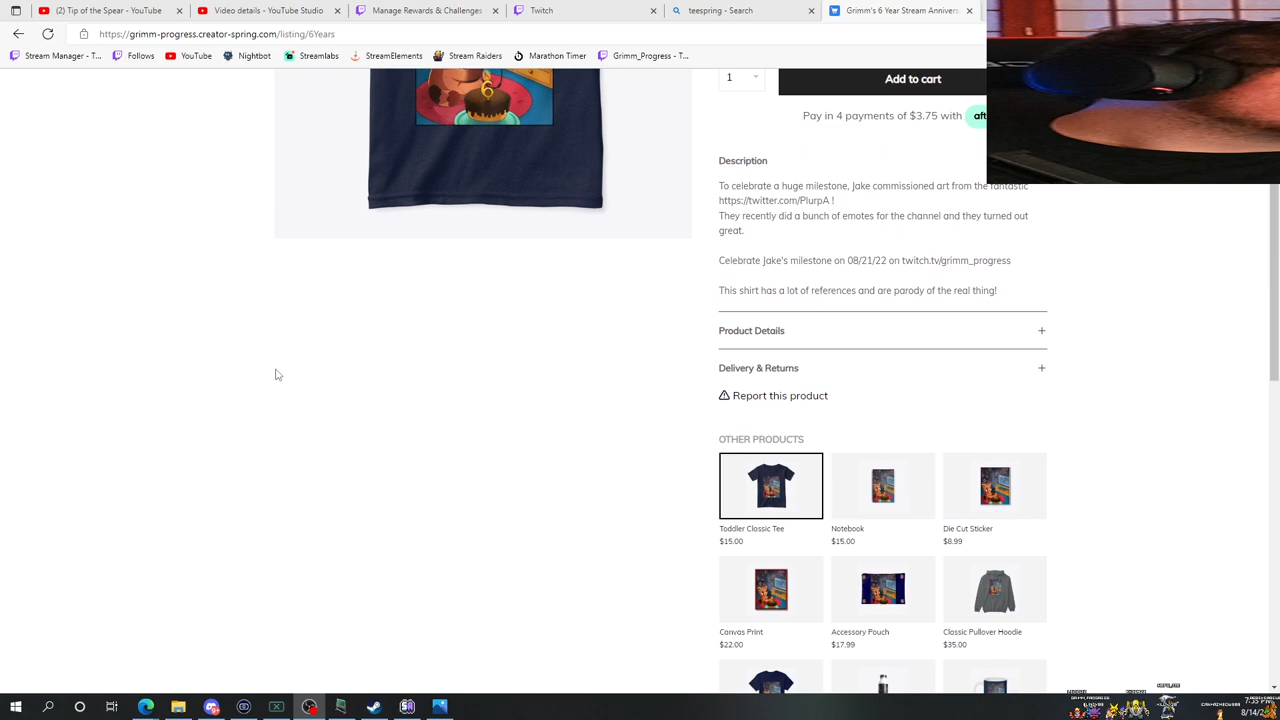 (2) Tip of the Spear - YouTube
Video details - YouTube Studio
Manage Rewards & Challenges
Twitch
teespring - Search
Grimm's 6 Year Stream Annivers
https://grimm-progress.creator-spring.com/listing/6Years
Stream Manager - T...
Follows
YouTube
Nightbot
Streamlabs
StreamElements
Stream Raiders
Marathon Timer
Grimm_Progress - T...
6
1
Add to cart
Pay in 4 payments of $3.75 with
Description
To celebrate a huge milestone, Jake commissioned art from the fantastic
https://twitter.com/PlurpA !
They recently did a bunch of emotes for the channel and they turned out
great.
Celebrate Jake's milestone on 08/21/22 on twitch.tv/grimm_progress
This shirt has a lot of references and are parody of the real thing!
Product Details
Delivery & Returns
Report this product
OTHER PRODUCTS
Toddler Classic Tee
$15.00
Notebook
$15.00
Die Cut Sticker
$8.99
Canvas Print
$22.00
Accessory Pouch
$17.99
Classic Pullover Hoodie
$35.00